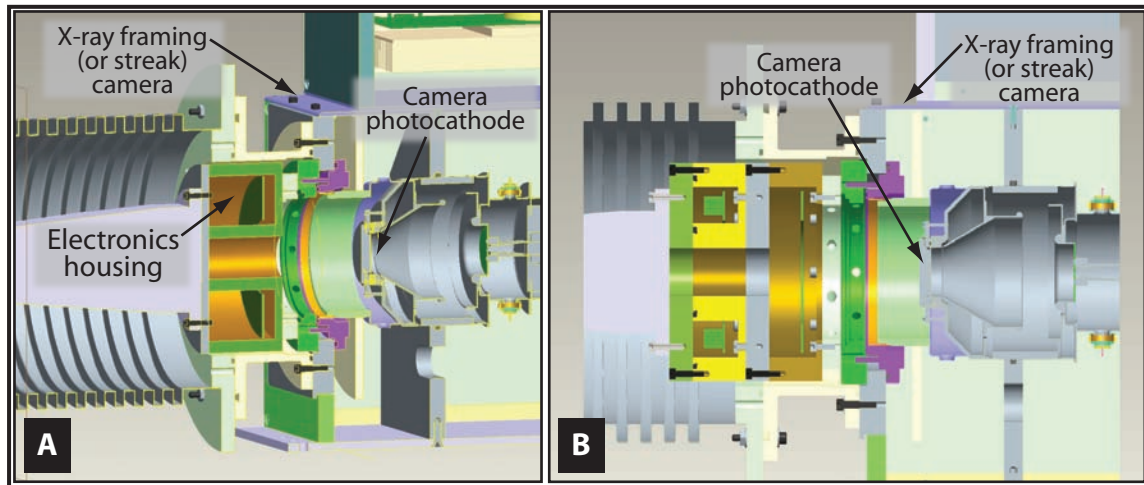 X-ray framing
(or streak)
camera
Camera
photocathode
Electronics
housing
A
Camera
photocathode
X-ray framing
(or streak)
camera
B